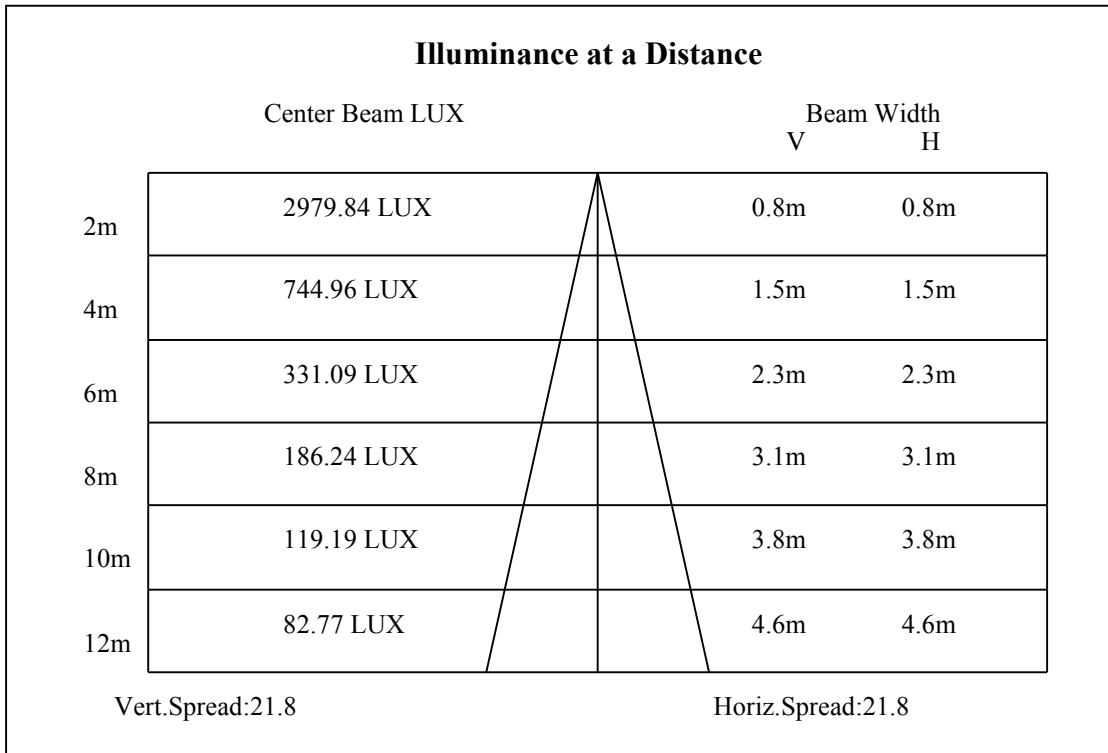 Illuminance at a Distance
Center Beam LUX Beam Width
V H
2m 2979.84 LUX 0.8m 0.8m
4m 744.96 LUX 1.5m 1.5m
6m 331.09 LUX 2.3m 2.3m
8m 186.24 LUX 3.1m 3.1m
10m 119.19 LUX 3.8m 3.8m
12m 82.77 LUX 4.6m 4.6m
Vert.Spread:21.8 Horiz.Spread:21.8